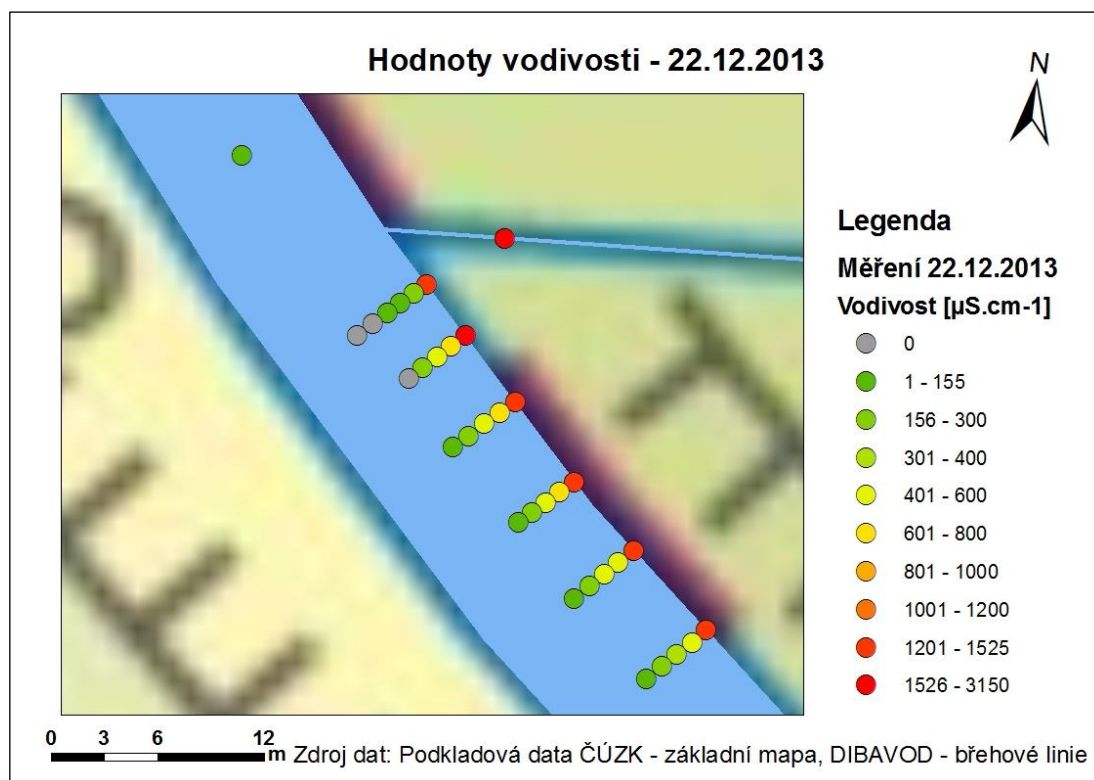 Hodnoty vodivosti - 22.12.2013
N
Legenda
Měření 22.12.2013
Vodivost [µS.cm-1]
0
1 - 155
156 - 300
301 - 400
401 - 600
601 - 800
801 - 1000
1001 - 1200
1201 - 1525
1526 - 3150
0 3 6 12
m Zdroj dat: Podkladová data ČÚZK - základní mapa, DIBAVOD - břehové linie